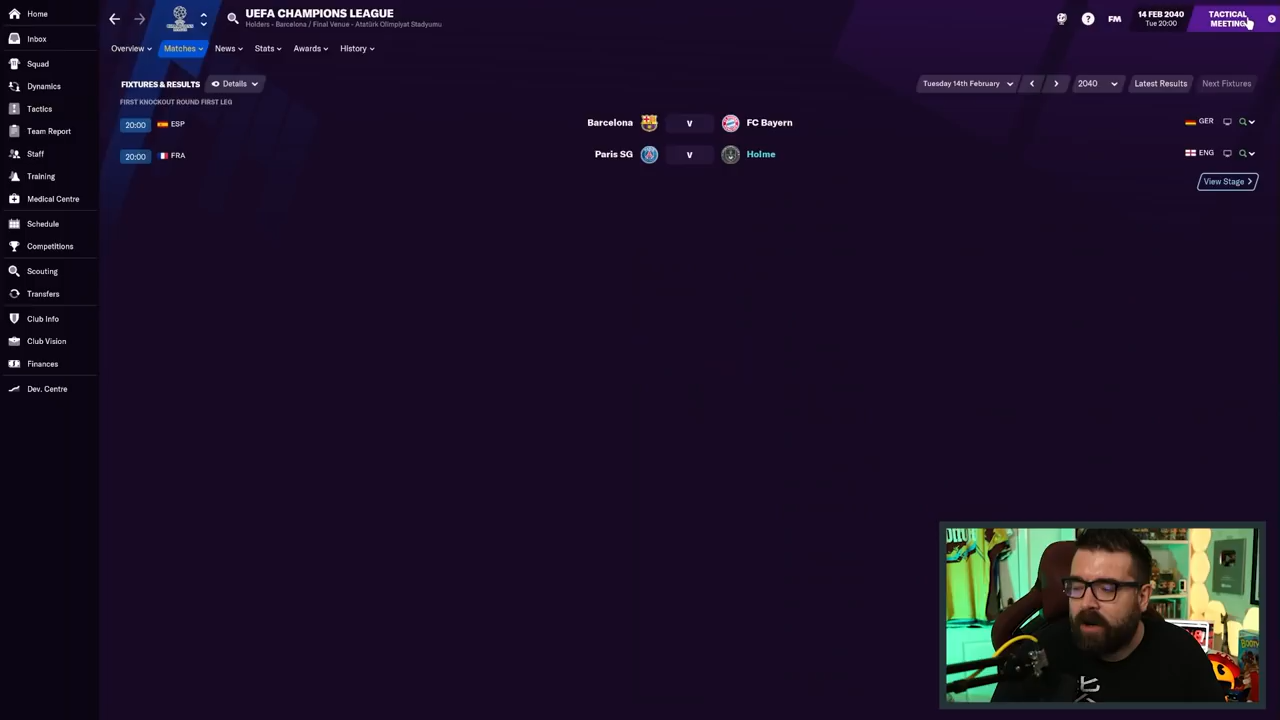 Home
Inbox
Squad
Dynamics
Tactics
Team Report
Staff
Training
Medical Centre
Schedule
Competitions
Scouting
Transfers
Club Info
Club Vision
Finances
Dev. Centre
UEFA CHAMPIONS LEAGUE
Holders - Barcelona / Final Venue - Atatürk Olimpiyat Stadyumu
FM
14 FEB 2040
Tue 20:00
TACTICAL
MEETING
Overview Matches News Stats Awards History
FIXTURES & RESULTS Details
Tuesday 14th February 2040 Latest Results Next Fixtures
FIRST KNOCKOUT ROUND FIRST LEG
20:00 ESP Barcelona v FC Bayern GER
20:00 FRA Paris SG v Holme ENG
View Stage